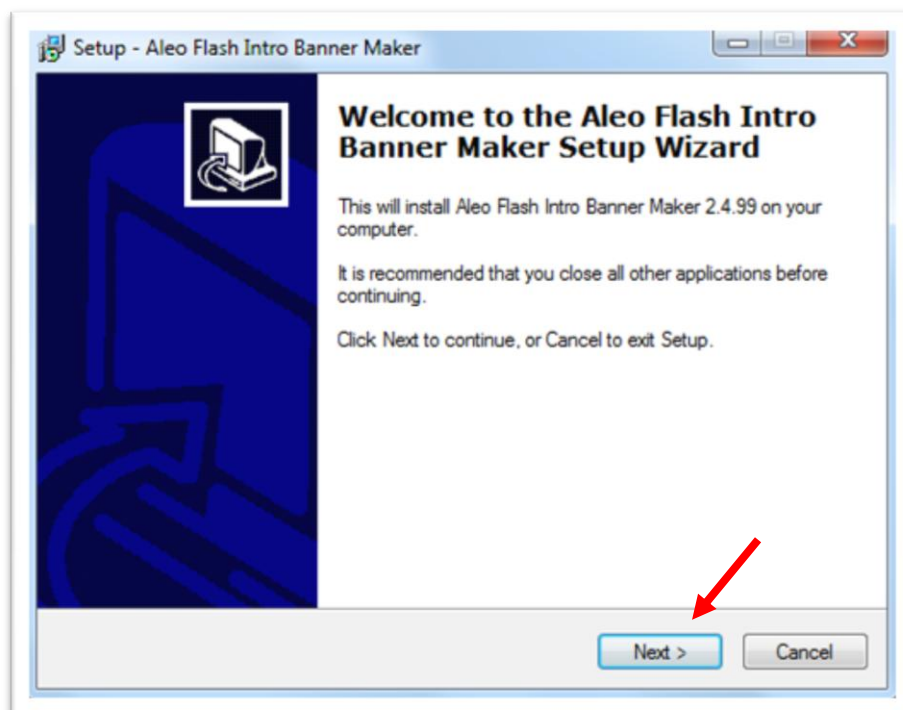 Setup - Aleo Flash Intro Banner Maker
Welcome to the Aleo Flash Intro
Banner Maker Setup Wizard
This will install Aleo Flash Intro Banner Maker 2.4.99 on your
computer.
It is recommended that you close all other applications before
continuing.
Click Next to continue, or Cancel to exit Setup.
Next >
Cancel